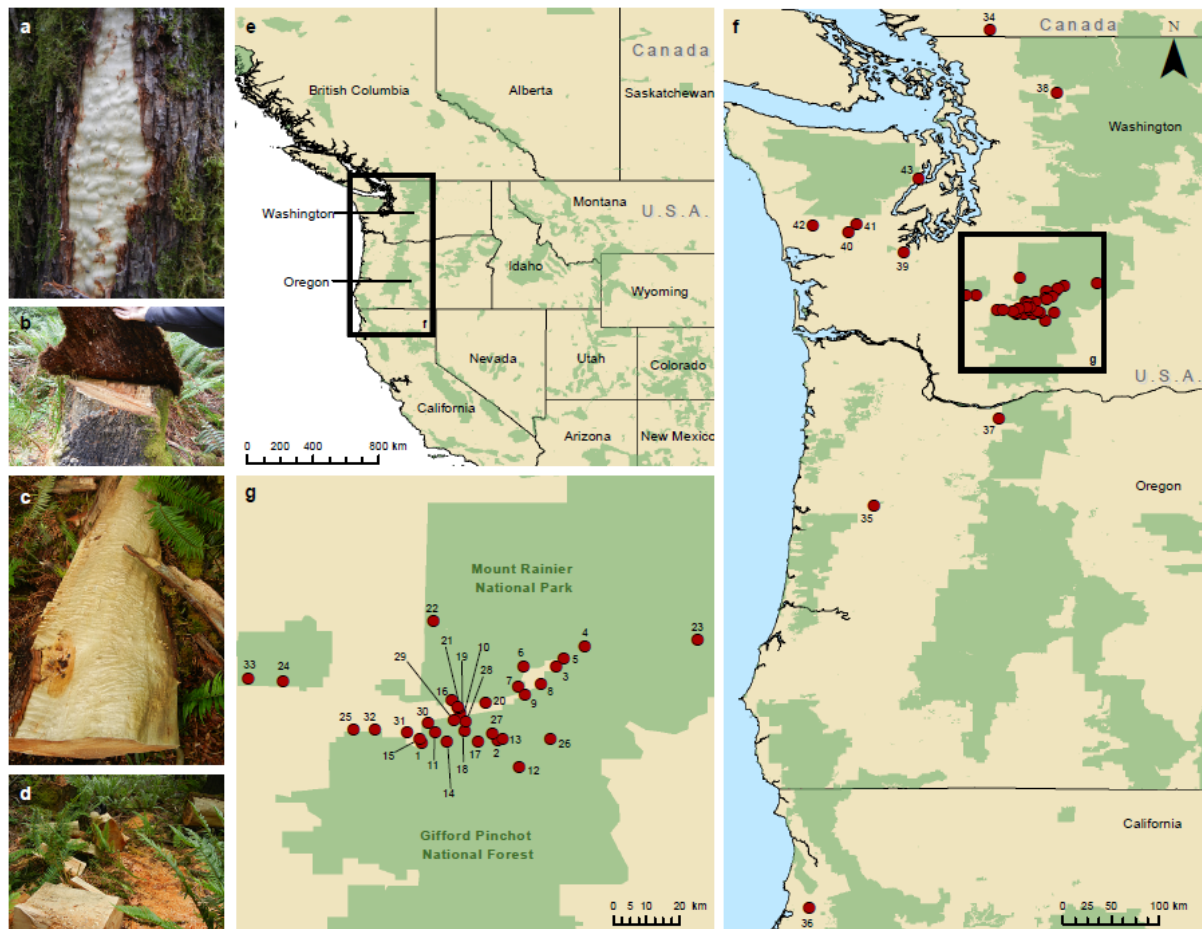 a
b
c
d
e
Canada
British Columbia
Alberta
Saskatchewan
Washington
Montana
U.S.A.
Oregon
Idaho
Wyoming
f
Nevada
Utah
Colorado
California
Arizona
New Mexico
0 200 400 800 km
f
34
Canada
N
38
Washington
43
42
41
40
39
g
U.S.A.
37
Oregon
35
California
36
0 50 100 km
g
Mount Rainier
National Park
22
23
4
21
10
19
29
28
6
5
3
33
24
16
7
8
9
20
25
32
31
30
27
15
1
11
17
2
13
26
14
18
12
Gifford Pinchot
National Forest
0 10 20 km